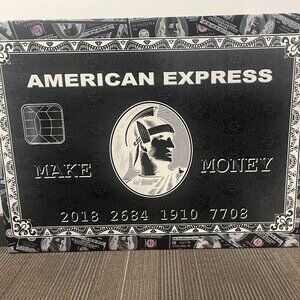 AMERICAN EXPRESS
MAKE MONEY
2018 2684 1910 7708